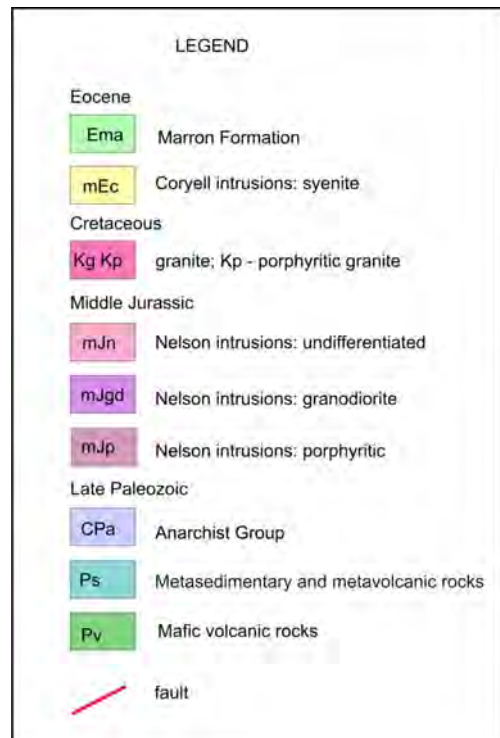 LEGEND
Eocene
Ema Marron Formation
mEc Coryell intrusions: syenite
Cretaceous
Kg Kp granite; Kp - porphyritic granite
Middle Jurassic
mJn Nelson intrusions: undifferentiated
mJgd Nelson intrusions: granodiorite
mJp Nelson intrusions: porphyritic
Late Paleozoic
CPa Anarchist Group
Ps Metasedimentary and metavolcanic rocks
Pv Mafic volcanic rocks
fault